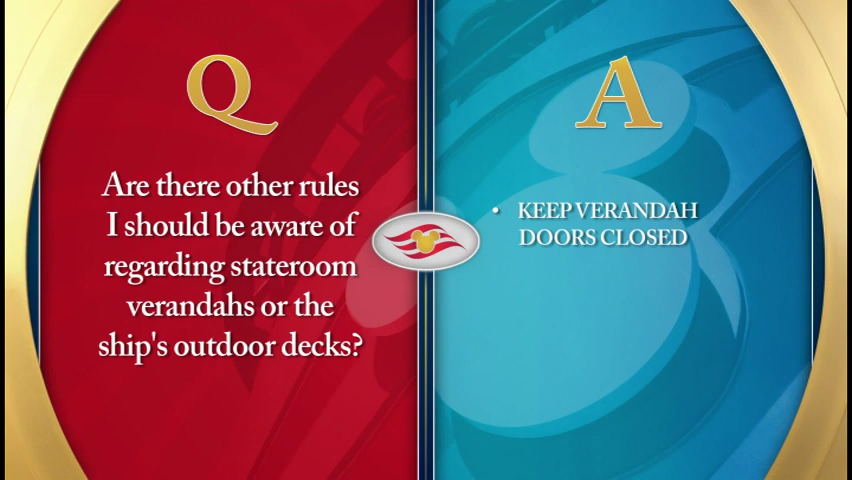 Q
Are there other rules
I should be aware of
regarding stateroom
verandahs or the
ship's outdoor decks?
A
• KEEP VERANDAH
DOORS CLOSED